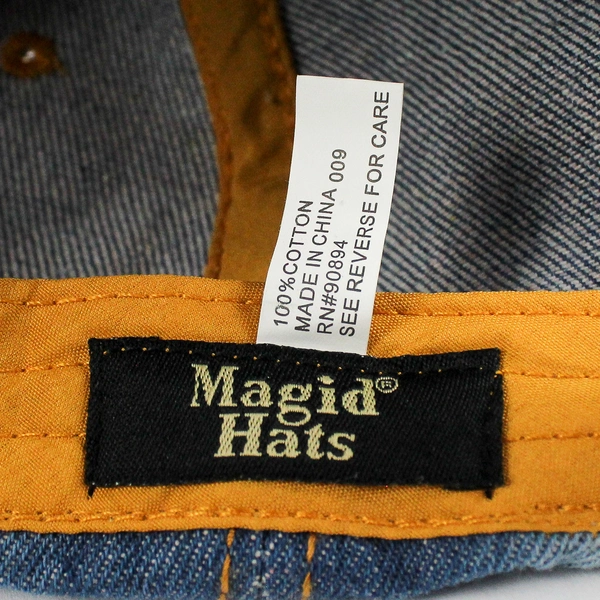 100%COTTON
MADE IN CHINA 009
RN#90894
SEE REVERSE FOR CARE
Magid®
Hats